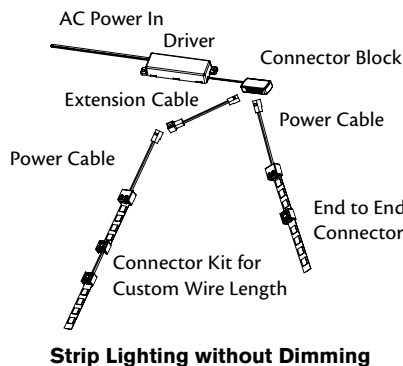 AC Power In
Driver
Connector Block
Extension Cable
Power Cable
Power Cable
End to End
Connector
Connector Kit for
Custom Wire Length
Strip Lighting without Dimming